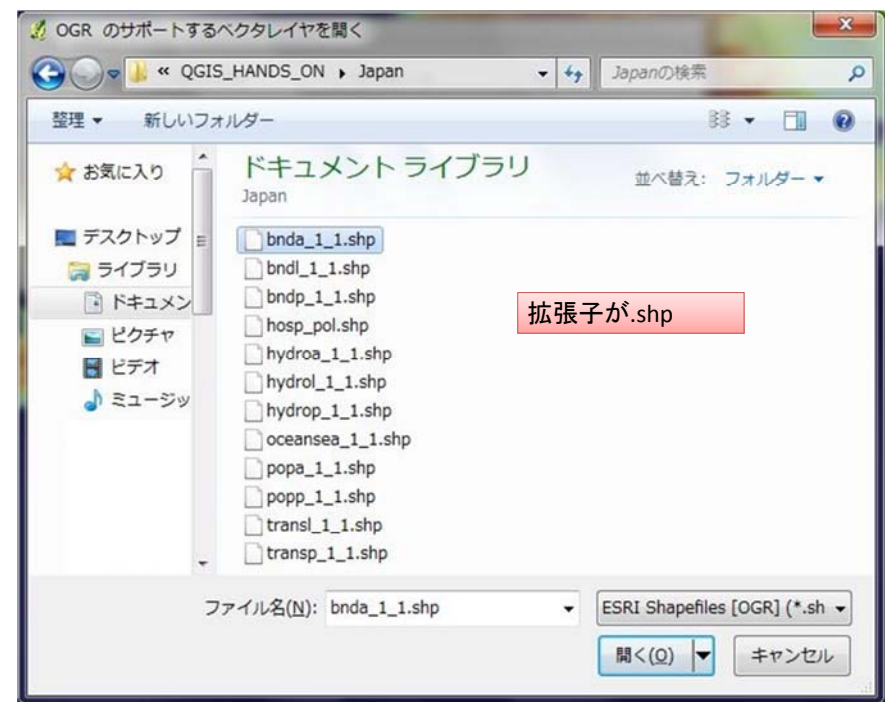 OGR のサポートするベクタレイヤを開く
« QGIS_HANDS_ON ▸ Japan
Japanの検索
整理 ▼ 新しいフォルダー
お気に入り
デスクトップ
ライブラリ
ドキュメン
ピクチャ
ビデオ
ミュージッ
ドキュメント ライブラリ
Japan
並べ替え: フォルダー ▼
bnda_1_1.shp
bndl_1_1.shp
bndp_1_1.shp
hosp_pol.shp
hydroa_1_1.shp
hydrol_1_1.shp
hydrop_1_1.shp
oceansea_1_1.shp
popa_1_1.shp
popp_1_1.shp
transl_1_1.shp
transp_1_1.shp
拡張子が.shp
ファイル名(N): bnda_1_1.shp
ESRI Shapefiles [OGR] (*.sh
開く(O)
キャンセル